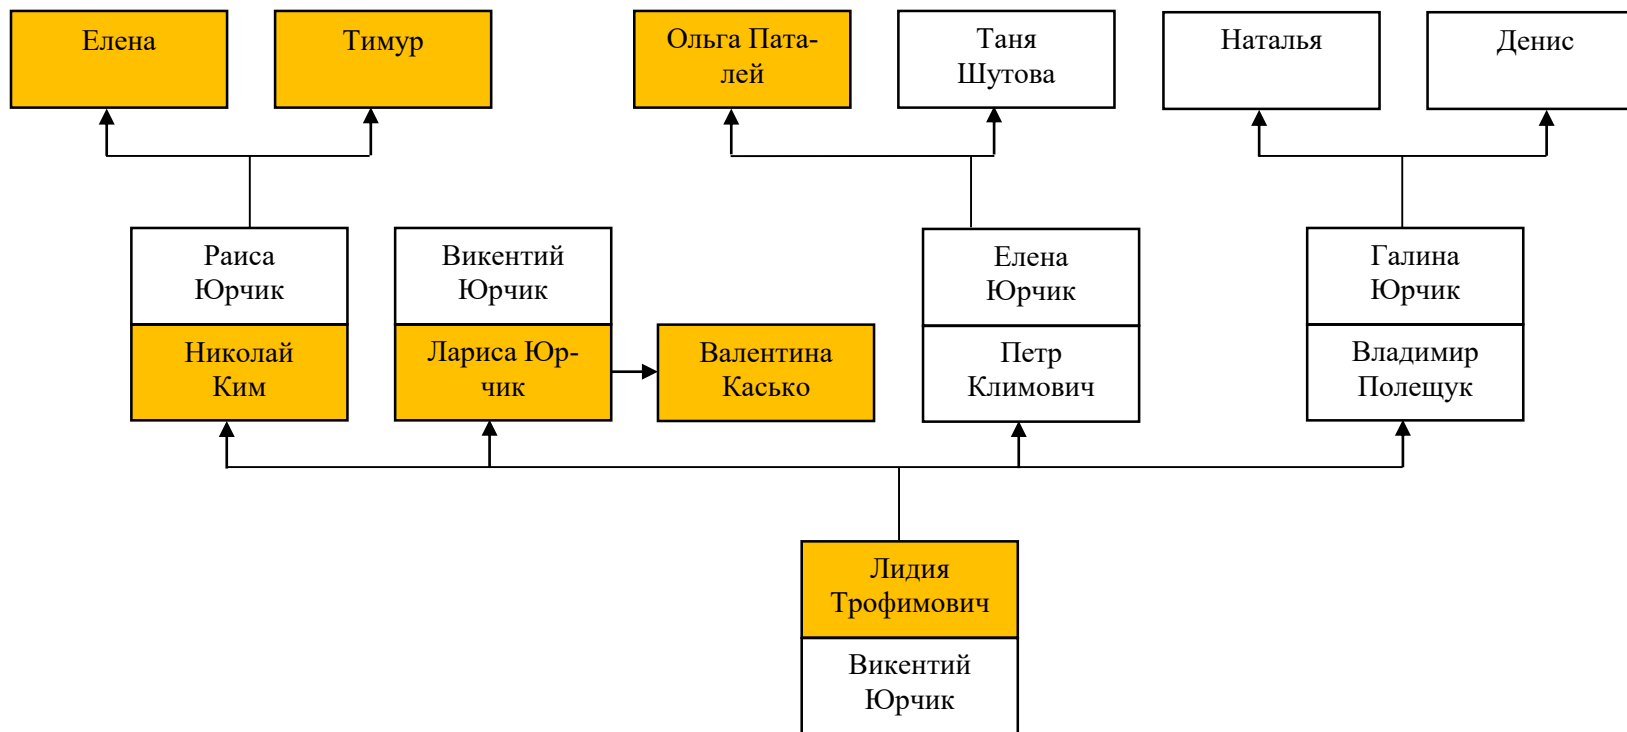 Елена
Тимур
Ольга Пата-
лей
Таня
Шутова
Наталья
Денис
Раиса
Юрчик
Викентий
Юрчик
Елена
Юрчик
Галина
Юрчик
Николай
Ким
Лариса Юр-
чик
Валентина
Касько
Петр
Климович
Владимир
Полещук
Лидия
Трофимович
Викентий
Юрчик